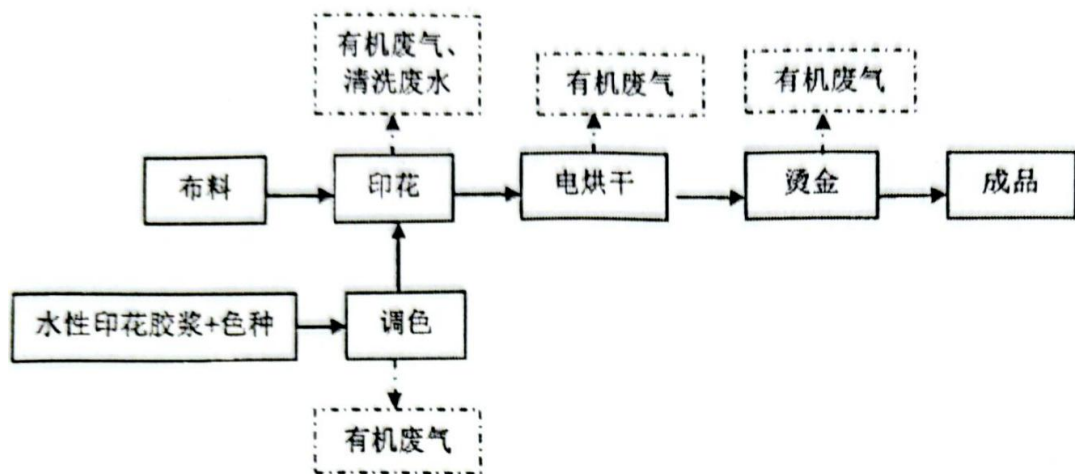 有机废气、
清洗废水
有机废气
有机废气
布料
印花
电烘干
烫金
成品
水性印花胶浆+色种
调色
有机废气